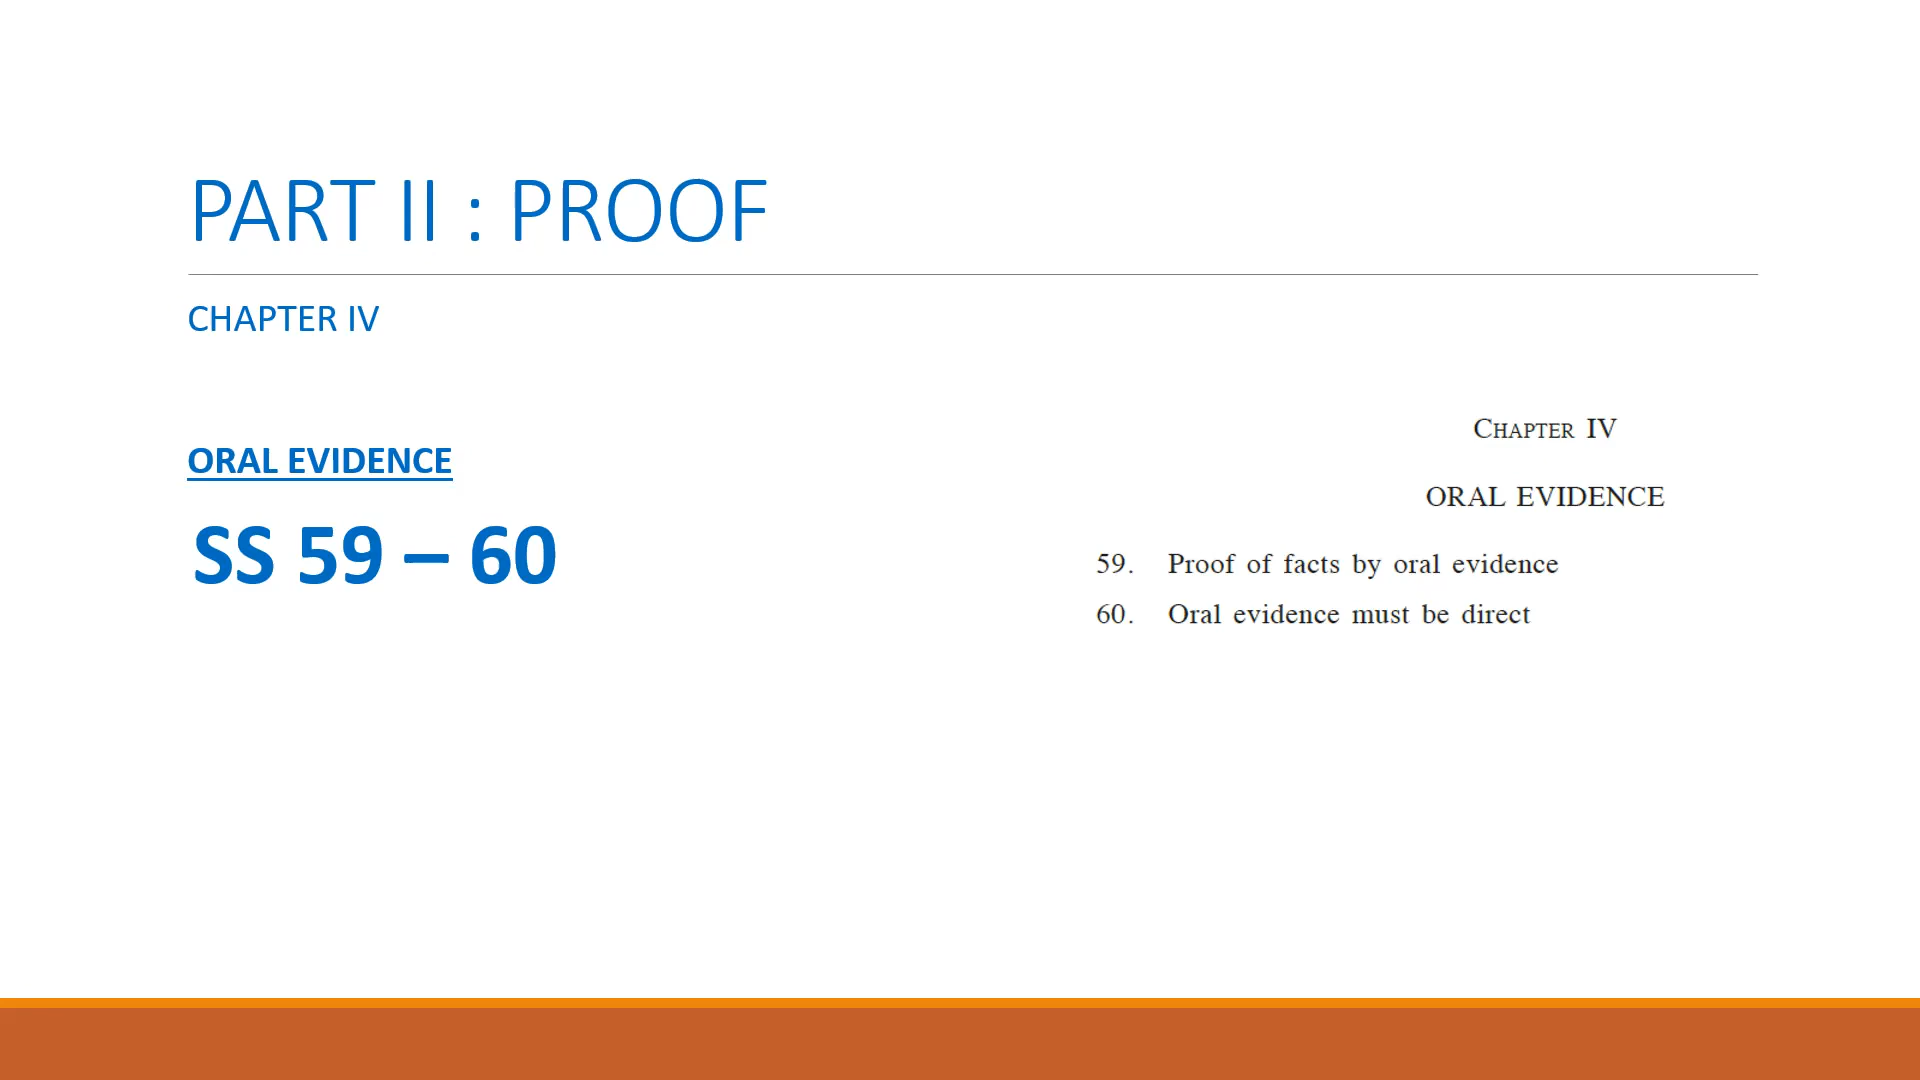 PART II : PROOF
CHAPTER IV
ORAL EVIDENCE
SS 59 – 60
CHAPTER IV
ORAL EVIDENCE
59. Proof of facts by oral evidence
60. Oral evidence must be direct